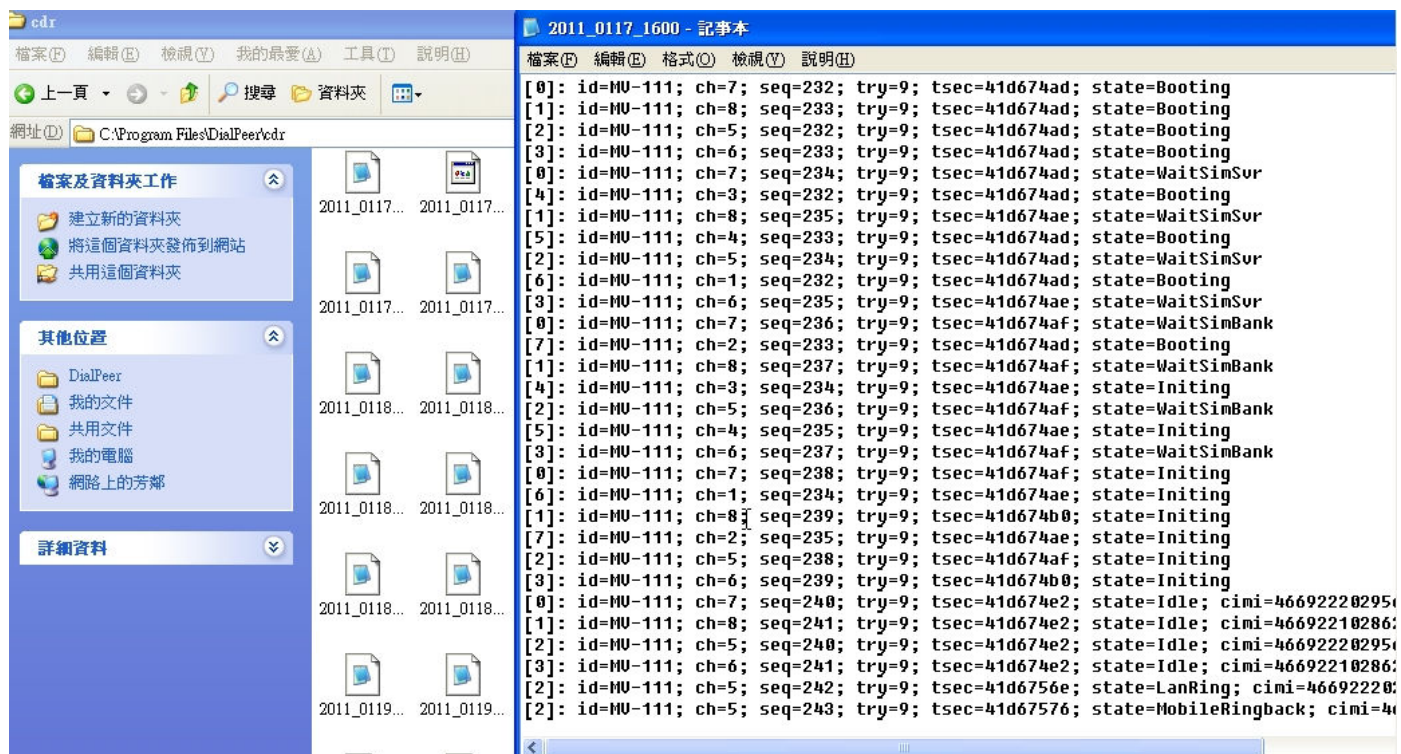 cdr
檔案(F) 編輯(E) 檢視(V) 我的最愛(A) 工具(T) 說明(H)
上一頁 搜尋 資料夾
網址(D) C:\Program Files\DialPeer\cdr
檔案及資料夾工作
建立新的資料夾
將這個資料夾發佈到網站
共用這個資料夾
其他位置
DialPeer
我的文件
共用文件
我的電腦
網路上的芳鄰
詳細資料
2011_0117... 2011_0117...
2011_0117... 2011_0117...
2011_0118... 2011_0118...
2011_0118... 2011_0118...
2011_0118... 2011_0118...
2011_0119... 2011_0119...
2011_0117_1600 - 記事本
檔案(F) 編輯(E) 格式(O) 檢視(V) 說明(H)
[0]: id=MV-111; ch=7; seq=232; try=9; tsec=41d674ad; state=Booting
[1]: id=MV-111; ch=8; seq=233; try=9; tsec=41d674ad; state=Booting
[2]: id=MV-111; ch=5; seq=232; try=9; tsec=41d674ad; state=Booting
[3]: id=MV-111; ch=6; seq=233; try=9; tsec=41d674ad; state=Booting
[0]: id=MV-111; ch=7; seq=234; try=9; tsec=41d674ad; state=WaitSimSvr
[4]: id=MV-111; ch=3; seq=232; try=9; tsec=41d674ad; state=Booting
[1]: id=MV-111; ch=8; seq=235; try=9; tsec=41d674ae; state=WaitSimSvr
[5]: id=MV-111; ch=4; seq=233; try=9; tsec=41d674ad; state=Booting
[2]: id=MV-111; ch=5; seq=234; try=9; tsec=41d674ad; state=WaitSimSvr
[6]: id=MV-111; ch=1; seq=232; try=9; tsec=41d674ad; state=Booting
[3]: id=MV-111; ch=6; seq=235; try=9; tsec=41d674ae; state=WaitSimSvr
[0]: id=MV-111; ch=7; seq=236; try=9; tsec=41d674af; state=WaitSimBank
[7]: id=MV-111; ch=2; seq=233; try=9; tsec=41d674ad; state=Booting
[1]: id=MV-111; ch=8; seq=237; try=9; tsec=41d674af; state=WaitSimBank
[4]: id=MV-111; ch=3; seq=234; try=9; tsec=41d674ae; state=Initing
[2]: id=MV-111; ch=5; seq=236; try=9; tsec=41d674af; state=WaitSimBank
[5]: id=MV-111; ch=4; seq=235; try=9; tsec=41d674ae; state=Initing
[3]: id=MV-111; ch=6; seq=237; try=9; tsec=41d674af; state=WaitSimBank
[0]: id=MV-111; ch=7; seq=238; try=9; tsec=41d674af; state=Initing
[6]: id=MV-111; ch=1; seq=234; try=9; tsec=41d674ae; state=Initing
[1]: id=MV-111; ch=8; seq=239; try=9; tsec=41d674b0; state=Initing
[7]: id=MV-111; ch=2; seq=235; try=9; tsec=41d674ae; state=Initing
[2]: id=MV-111; ch=5; seq=238; try=9; tsec=41d674af; state=Initing
[3]: id=MV-111; ch=6; seq=239; try=9; tsec=41d674b0; state=Initing
[0]: id=MV-111; ch=7; seq=240; try=9; tsec=41d674e2; state=Idle; cimi=46692220295
[1]: id=MV-111; ch=8; seq=241; try=9; tsec=41d674e2; state=Idle; cimi=46692210286
[2]: id=MV-111; ch=5; seq=240; try=9; tsec=41d674e2; state=Idle; cimi=46692220295
[3]: id=MV-111; ch=6; seq=241; try=9; tsec=41d674e2; state=Idle; cimi=46692210286
[2]: id=MV-111; ch=5; seq=242; try=9; tsec=41d6756e; state=LanRing; cimi=46692220
[2]: id=MV-111; ch=5; seq=243; try=9; tsec=41d67576; state=MobileRingback; cimi=4